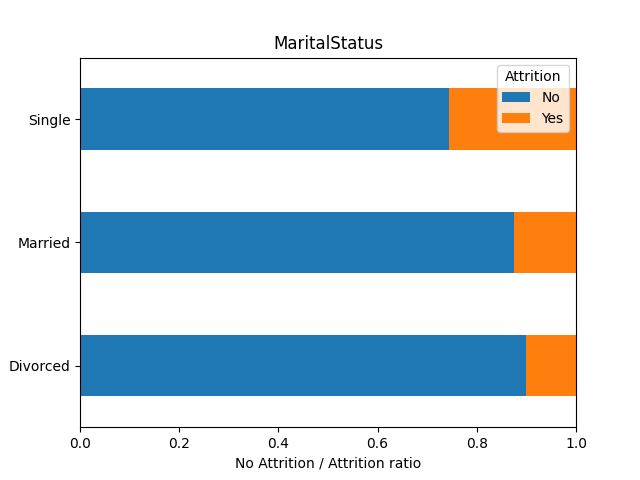 MaritalStatus
Attrition
No
Yes
Single
Married
Divorced
0.0 0.2 0.4 0.6 0.8 1.0
No Attrition / Attrition ratio